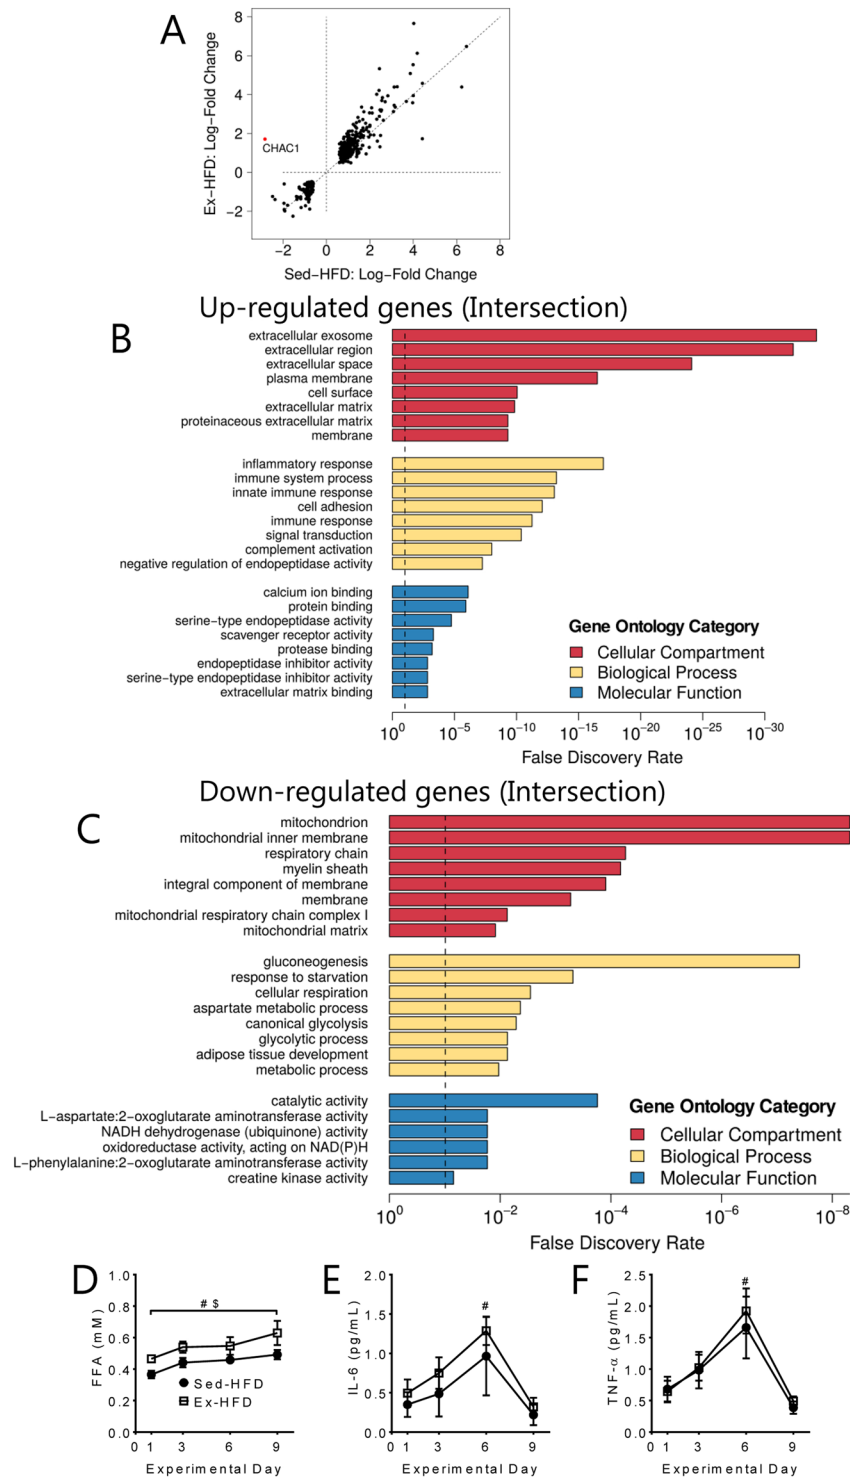 A
Ex−HFD: Log−Fold Change
8
6
4
2
0
−2
CHAC1
−2 0 2 4 6 8
Sed−HFD: Log−Fold Change
Up-regulated genes (Intersection)
B
extracellular exosome
extracellular region
extracellular space
plasma membrane
cell surface
extracellular matrix
proteinaceous extracellular matrix
membrane
inflammatory response
immune system process
innate immune response
cell adhesion
immune response
signal transduction
complement activation
negative regulation of endopeptidase activity
calcium ion binding
protein binding
serine−type endopeptidase activity
scavenger receptor activity
protease binding
endopeptidase inhibitor activity
serine−type endopeptidase inhibitor activity
extracellular matrix binding
Gene Ontology Category
Cellular Compartment
Biological Process
Molecular Function
10⁰ 10⁻⁵ 10⁻¹⁰ 10⁻¹⁵ 10⁻²⁰ 10⁻²⁵ 10⁻³⁰
False Discovery Rate
Down-regulated genes (Intersection)
C
mitochondrion
mitochondrial inner membrane
respiratory chain
myelin sheath
integral component of membrane
membrane
mitochondrial respiratory chain complex I
mitochondrial matrix
gluconeogenesis
response to starvation
cellular respiration
aspartate metabolic process
canonical glycolysis
glycolytic process
adipose tissue development
metabolic process
catalytic activity
L−aspartate:2−oxoglutarate aminotransferase activity
NADH dehydrogenase (ubiquinone) activity
oxidoreductase activity, acting on NAD(P)H
L−phenylalanine:2−oxoglutarate aminotransferase activity
creatine kinase activity
Gene Ontology Category
Cellular Compartment
Biological Process
Molecular Function
10⁰ 10⁻² 10⁻⁴ 10⁻⁶ 10⁻⁸
False Discovery Rate
D
FFA (mM)
1.0
0.8
0.6
0.4
0.2
0.0
# $
Sed-HFD
Ex-HFD
0 1 3 6 9
Experimental Day
E
IL-6 (pg/mL)
2.0
1.5
1.0
0.5
0.0
#
0 1 3 6 9
Experimental Day
F
TNF-α (pg/mL)
2.5
2.0
1.5
1.0
0.5
0.0
#
0 1 3 6 9
Experimental Day